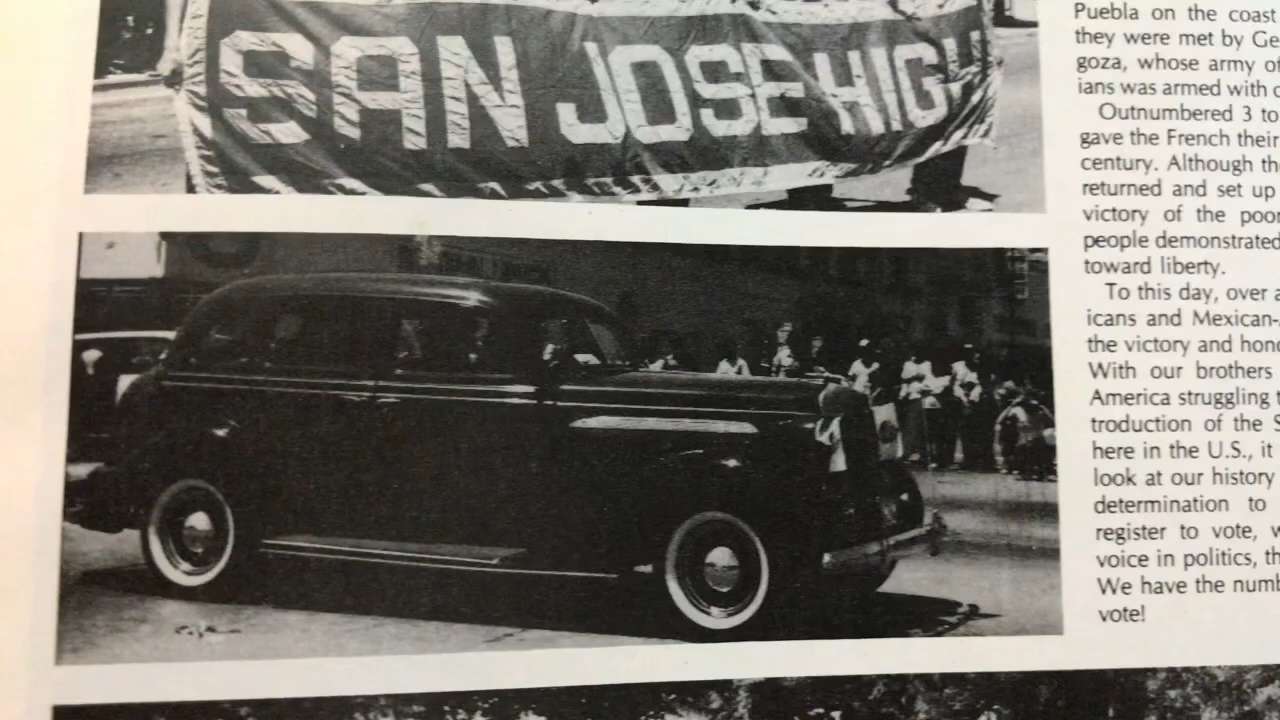 SAN JOSE HIGH
Puebla on the coast
they were met by Ge
goza, whose army of
ians was armed with c
Outnumbered 3 to
gave the French their
century. Although th
returned and set up
victory of the poor
people demonstrated
toward liberty.
To this day, over a
icans and Mexican-
the victory and hono
With our brothers
America struggling t
troduction of the S
here in the U.S., it
look at our history
determination to
register to vote, w
voice in politics, th
We have the numb
vote!